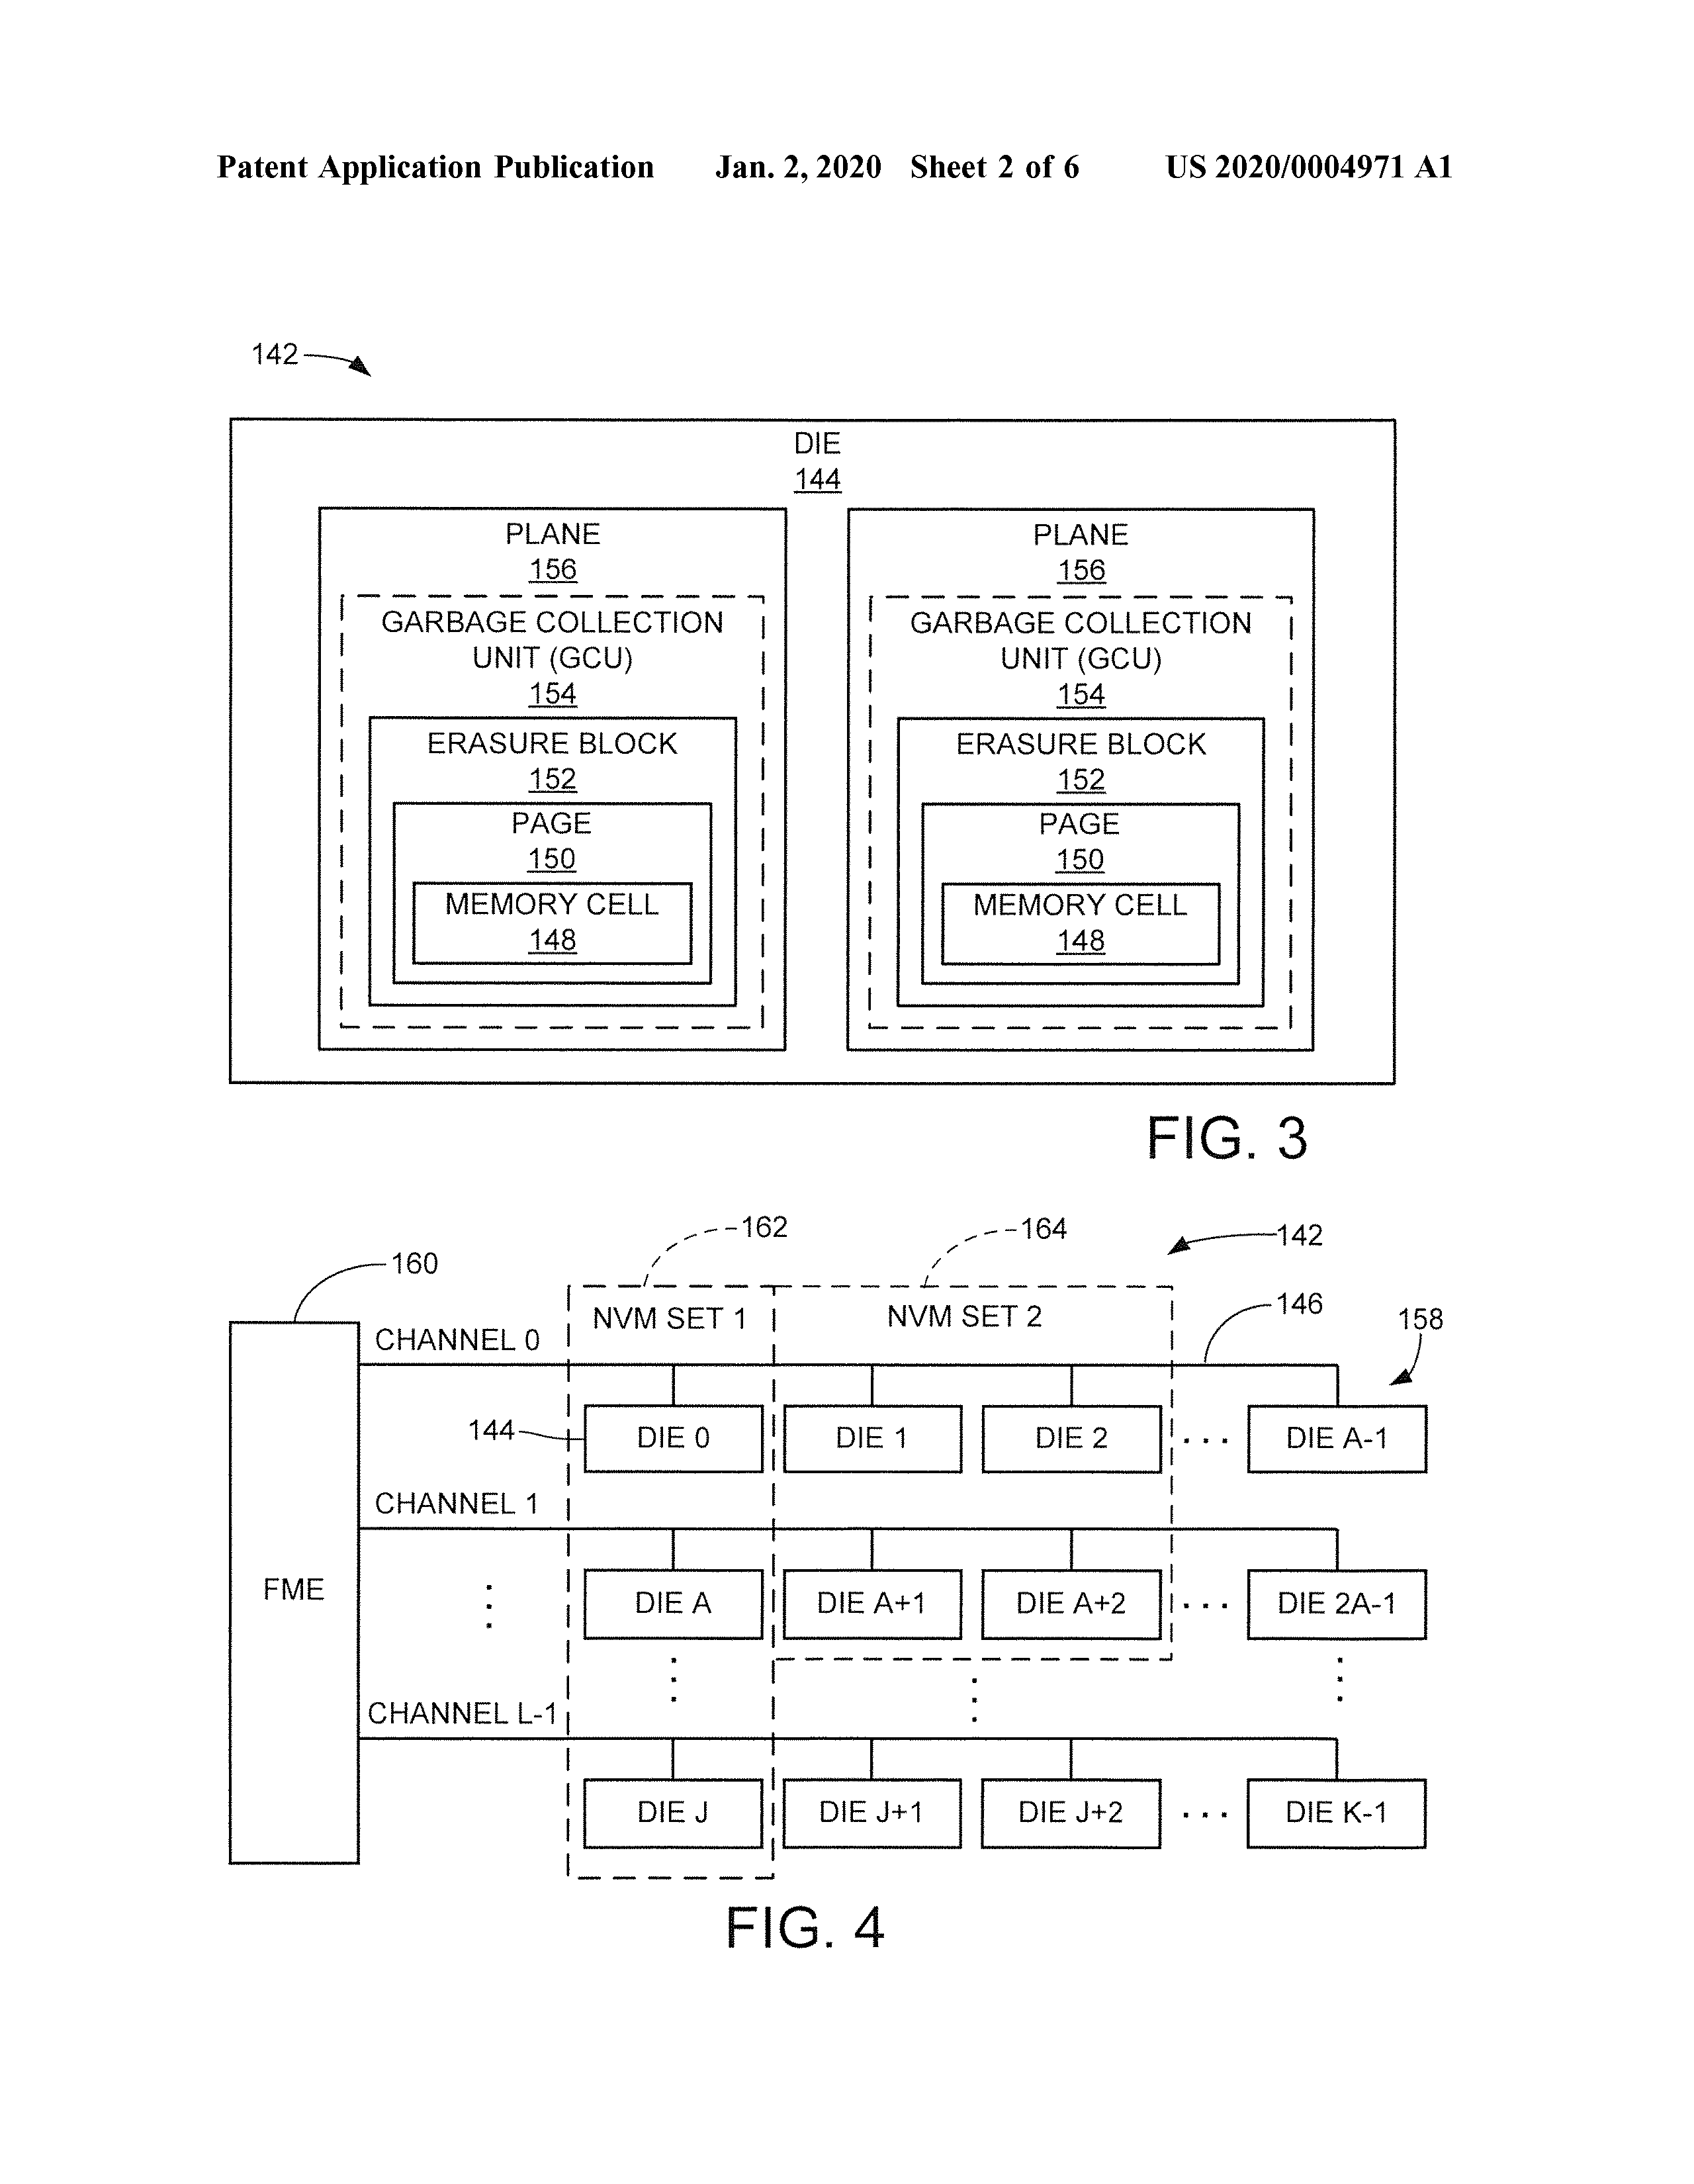 Patent Application Publication Jan. 2, 2020 Sheet 2 of 6 US 2020/0004971 A1
142
DIE
144
PLANE
156
GARBAGE COLLECTION
UNIT (GCU)
154
ERASURE BLOCK
152
PAGE
150
MEMORY CELL
148
PLANE
156
GARBAGE COLLECTION
UNIT (GCU)
154
ERASURE BLOCK
152
PAGE
150
MEMORY CELL
148
FIG. 3
162 164 142
160
146
158
NVM SET 1 NVM SET 2
CHANNEL 0
144 DIE 0 DIE 1 DIE 2 ... DIE A-1
CHANNEL 1
FME
DIE A DIE A+1 DIE A+2 ... DIE 2A-1
CHANNEL L-1
DIE J DIE J+1 DIE J+2 ... DIE K-1
FIG. 4